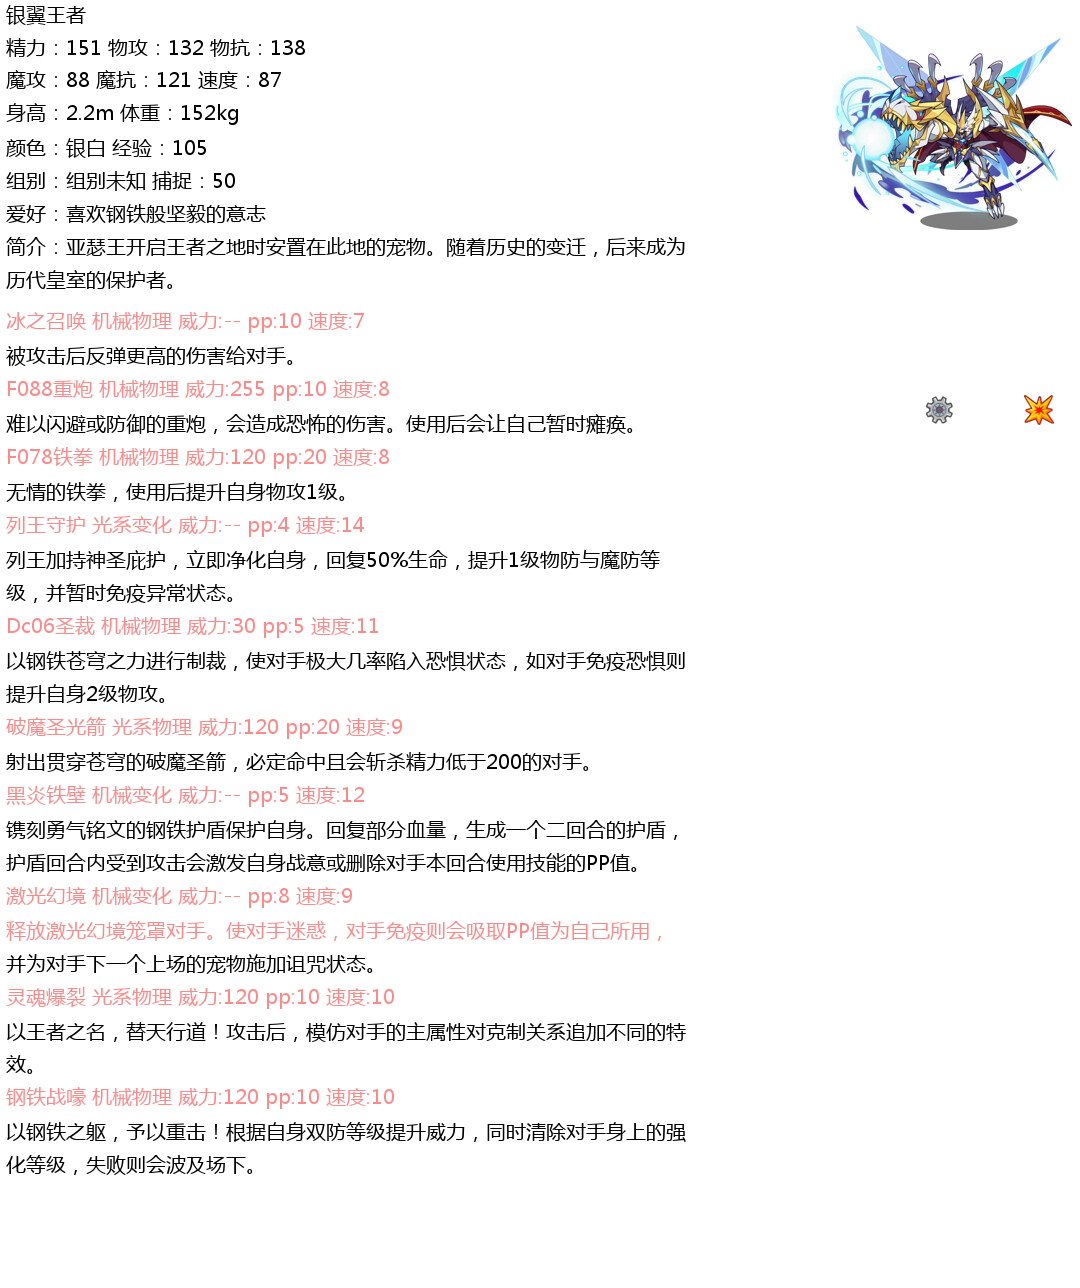 银翼王者
精力：151 物攻：132 物抗：138
魔攻：88 魔抗：121 速度：87
身高：2.2m 体重：152kg
颜色：银白 经验：105
组别：组别未知 捕捉：50
爱好：喜欢钢铁般坚毅的意志
简介：亚瑟王开启王者之地时安置在此地的宠物。随着历史的变迁，后来成为
历代皇室的保护者。
冰之召唤 机械物理 威力:-- pp:10 速度:7
被攻击后反弹更高的伤害给对手。
F088重炮 机械物理 威力:255 pp:10 速度:8
难以闪避或防御的重炮，会造成恐怖的伤害。使用后会让自己暂时瘫痪。
F078铁拳 机械物理 威力:120 pp:20 速度:8
无情的铁拳，使用后提升自身物攻1级。
列王守护 光系变化 威力:-- pp:4 速度:14
列王加持神圣庇护，立即净化自身，回复50%生命，提升1级物防与魔防等
级，并暂时免疫异常状态。
Dc06圣裁 机械物理 威力:30 pp:5 速度:11
以钢铁苍穹之力进行制裁，使对手极大几率陷入恐惧状态，如对手免疫恐惧则
提升自身2级物攻。
破魔圣光箭 光系物理 威力:120 pp:20 速度:9
射出贯穿苍穹的破魔圣箭，必定命中且会斩杀精力低于200的对手。
黑炎铁壁 机械变化 威力:-- pp:5 速度:12
镌刻勇气铭文的钢铁护盾保护自身。回复部分血量，生成一个二回合的护盾，
护盾回合内受到攻击会激发自身战意或删除对手本回合使用技能的PP值。
激光幻境 机械变化 威力:-- pp:8 速度:9
释放激光幻境笼罩对手。使对手迷惑，对手免疫则会吸取PP值为自己所用，
并为对手下一个上场的宠物施加诅咒状态。
灵魂爆裂 光系物理 威力:120 pp:10 速度:10
以王者之名，替天行道！攻击后，模仿对手的主属性对克制关系追加不同的特
效。
钢铁战嚎 机械物理 威力:120 pp:10 速度:10
以钢铁之躯，予以重击！根据自身双防等级提升威力，同时清除对手身上的强
化等级，失败则会波及场下。